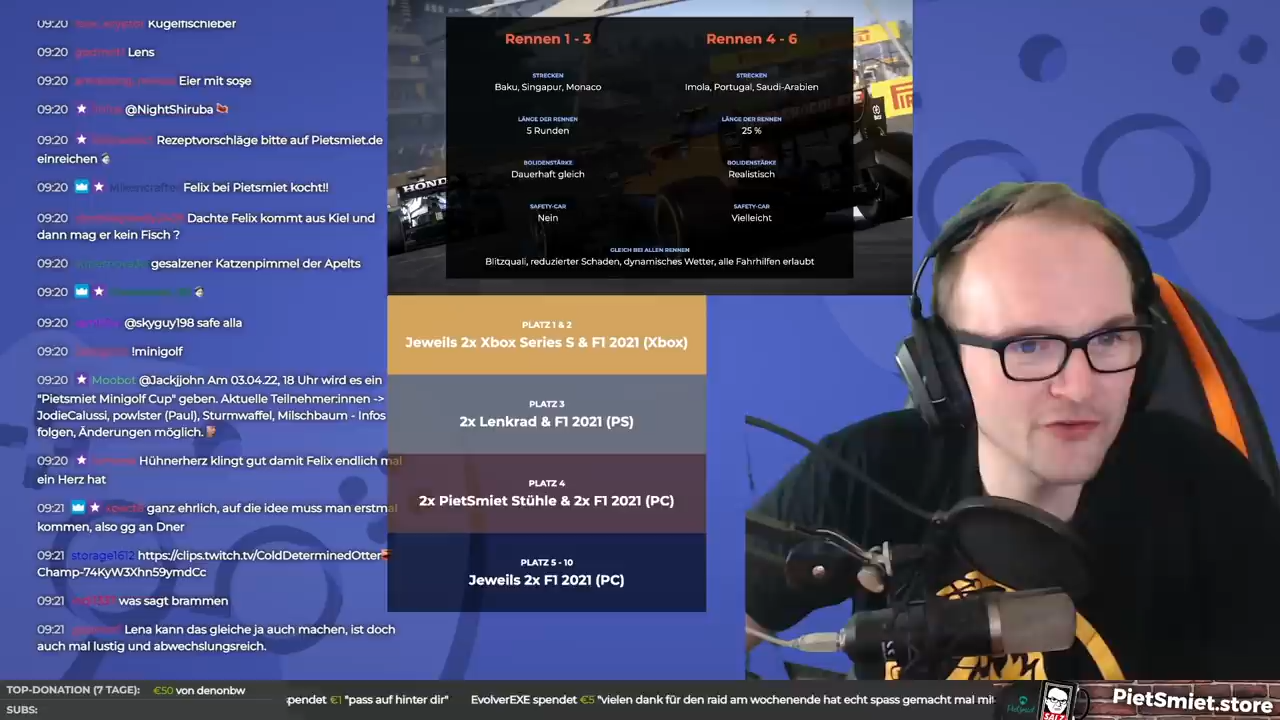 09:20 Kugelfischieber
09:20 Lens
09:20 Eier mit soße
09:20 @NightShiruba
09:20 Rezeptvorschläge bitte auf Pietsmiet.de
einreichen
09:20 Felix bei Pietsmiet kocht!!
09:20 Dachte Felix kommt aus Kiel und
dann mag er kein Fisch ?
09:20 gesalzener Katzenpimmel der Apelts
09:20
09:20 @skyguy198 safe alla
09:20 !minigolf
09:20 Moobot @Jackjjohn Am 03.04.22, 18 Uhr wird es ein
"Pietsmiet Minigolf Cup" geben. Aktuelle Teilnehmer:innen ->
JodieCalussi, powlster (Paul), Sturmwaffel, Milschbaum - Infos
folgen, Änderungen möglich.
09:20 Hühnerherz klingt gut damit Felix endlich mal
ein Herz hat
09:21 ganz ehrlich, auf die idee muss man erstmal
kommen, also gg an Dner
09:21 storage1612 https://clips.twitch.tv/ColdDeterminedOtter
Champ-74KyW3Xhn59ymdCc
09:21 was sagt brammen
09:21 Lena kann das gleiche ja auch machen, ist doch
auch mal lustig und abwechslungsreich.
Rennen 1 - 3
STRECKEN
Baku, Singapur, Monaco
LÄNGE DER RENNEN
5 Runden
BOLIDENSTÄRKE
Dauerhaft gleich
SAFETY-CAR
Nein
Rennen 4 - 6
STRECKEN
Imola, Portugal, Saudi-Arabien
LÄNGE DER RENNEN
25 %
BOLIDENSTÄRKE
Realistisch
SAFETY-CAR
Vielleicht
GLEICH BEI ALLEN RENNEN
Blitzquali, reduzierter Schaden, dynamisches Wetter, alle Fahrhilfen erlaubt
HOND
PLATZ 1 & 2
Jeweils 2x Xbox Series S & F1 2021 (Xbox)
PLATZ 3
2x Lenkrad & F1 2021 (PS)
PLATZ 4
2x PietSmiet Stühle & 2x F1 2021 (PC)
PLATZ 5 - 10
Jeweils 2x F1 2021 (PC)
TOP-DONATION (7 TAGE): €50 von denonbw
SUBS:
pendet €1 "pass auf hinter dir" EvolverEXE spendet €5 "vielen dank für den raid am wochenende hat echt spass gemacht mal mit
SALZ
PietSmiet.store